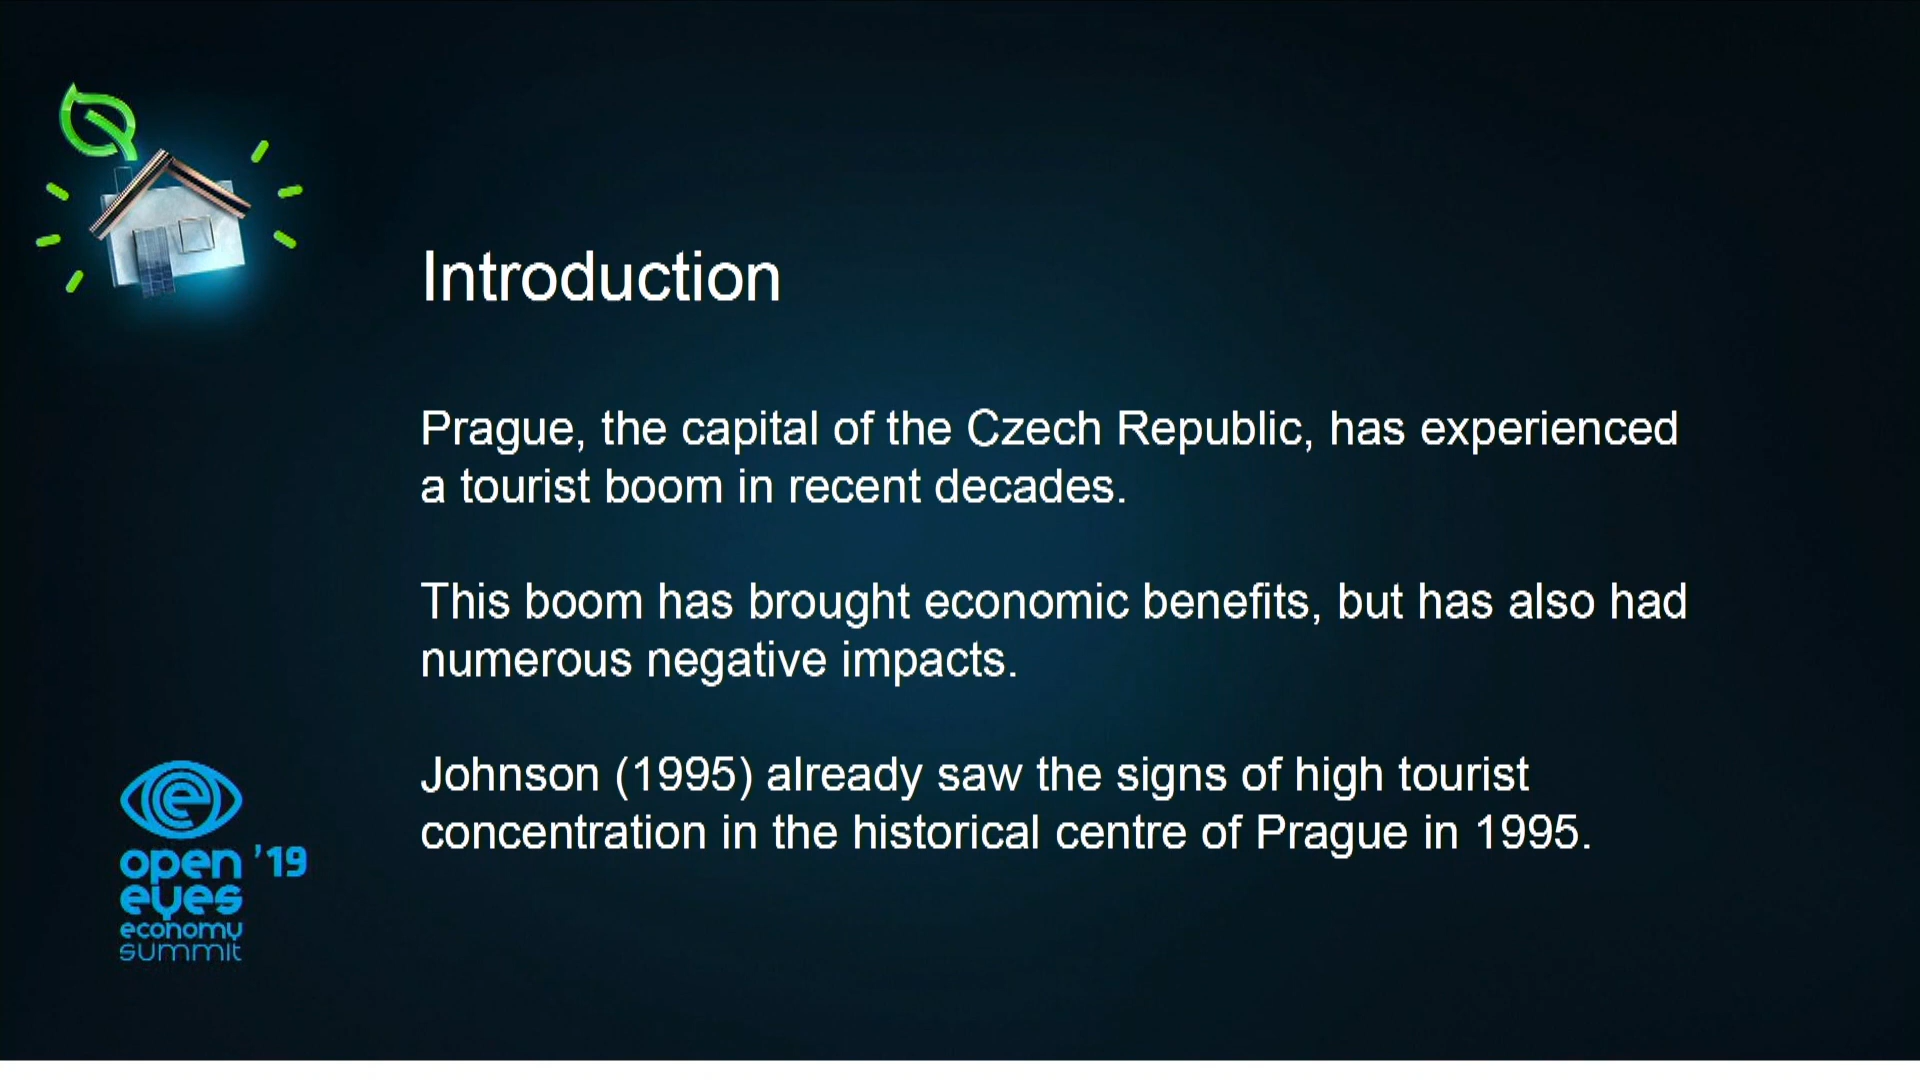 Introduction
Prague, the capital of the Czech Republic, has experienced
a tourist boom in recent decades.
This boom has brought economic benefits, but has also had
numerous negative impacts.
Johnson (1995) already saw the signs of high tourist
concentration in the historical centre of Prague in 1995.
open '19
eyes
economy
summit